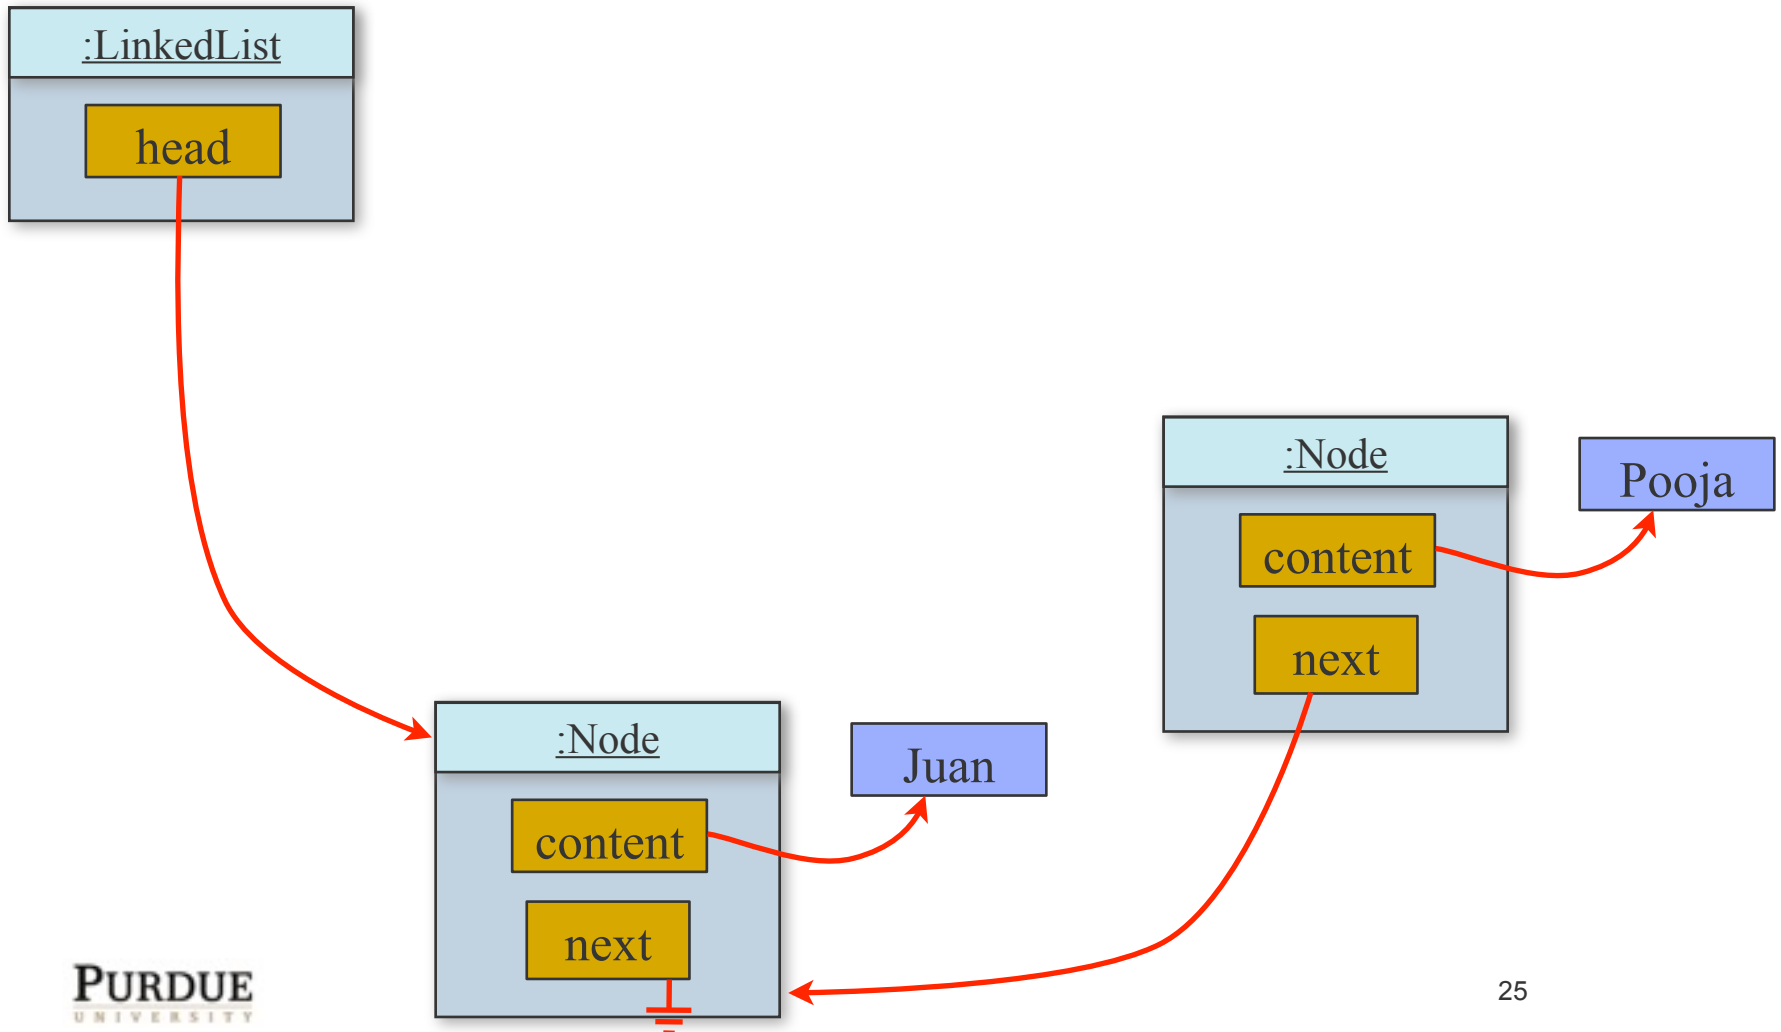 :LinkedList
head
:Node
content
next
Pooja
:Node
content
next
Juan
PURDUE
UNIVERSITY
25